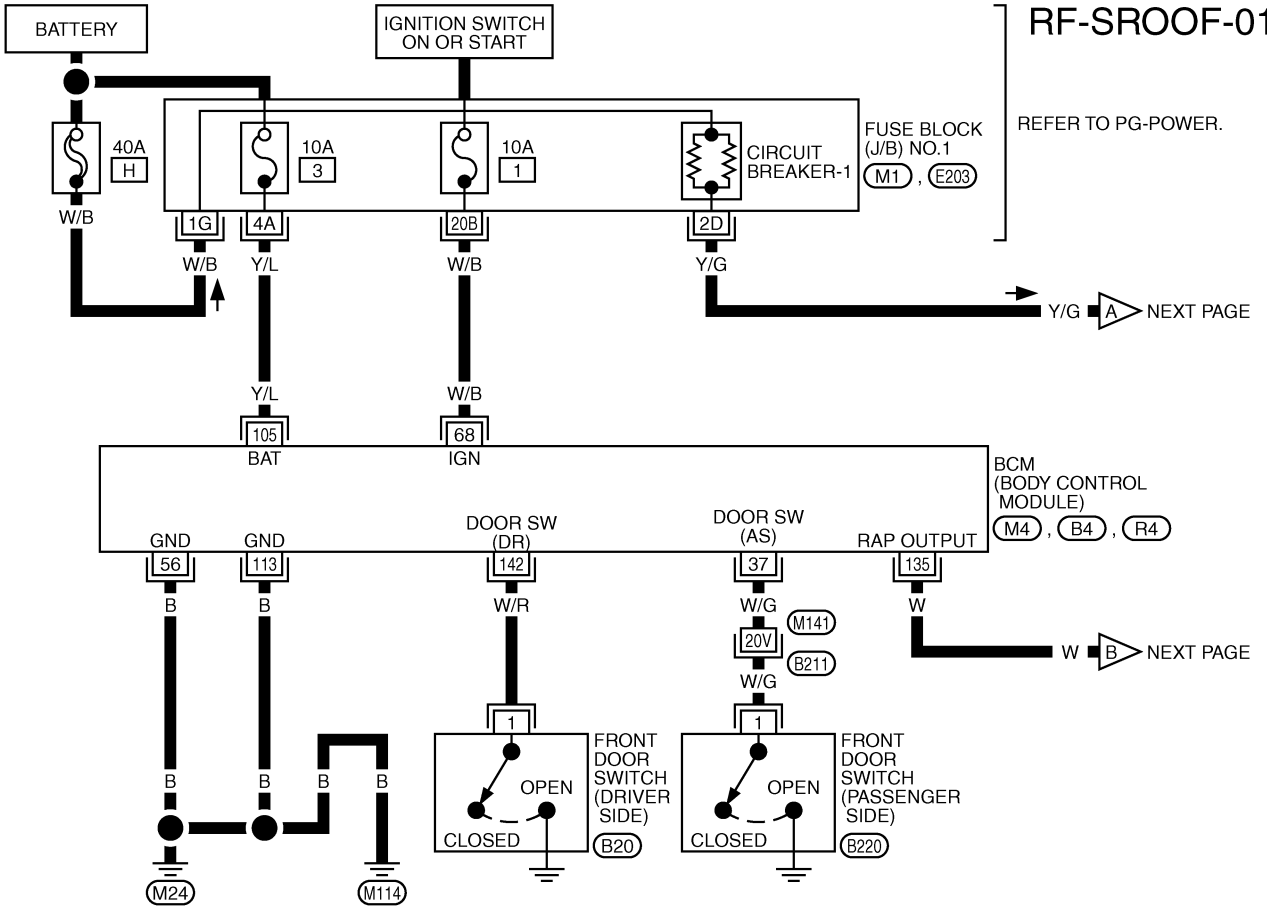 RF-SROOF-01
BATTERY
IGNITION SWITCH
ON OR START
REFER TO PG-POWER.
40A
H
10A
3
10A
1
CIRCUIT
BREAKER-1
FUSE BLOCK
(J/B) NO.1
M1 , E203
W/B
1G
4A
20B
2D
W/B
Y/L
W/B
Y/G
Y/G
A
NEXT PAGE
Y/L
W/B
105
68
BAT
IGN
BCM
(BODY CONTROL
MODULE)
M4 , B4 , R4
GND
GND
DOOR SW
(DR)
DOOR SW
(AS)
RAP OUTPUT
56
113
142
37
135
B
B
W/R
W/G
W
M141
20V
B211
W/G
W
B
NEXT PAGE
1
1
FRONT
DOOR
SWITCH
(DRIVER
SIDE)
B20
OPEN
CLOSED
FRONT
DOOR
SWITCH
(PASSENGER
SIDE)
B220
OPEN
CLOSED
B
B
B
B
M24
M114